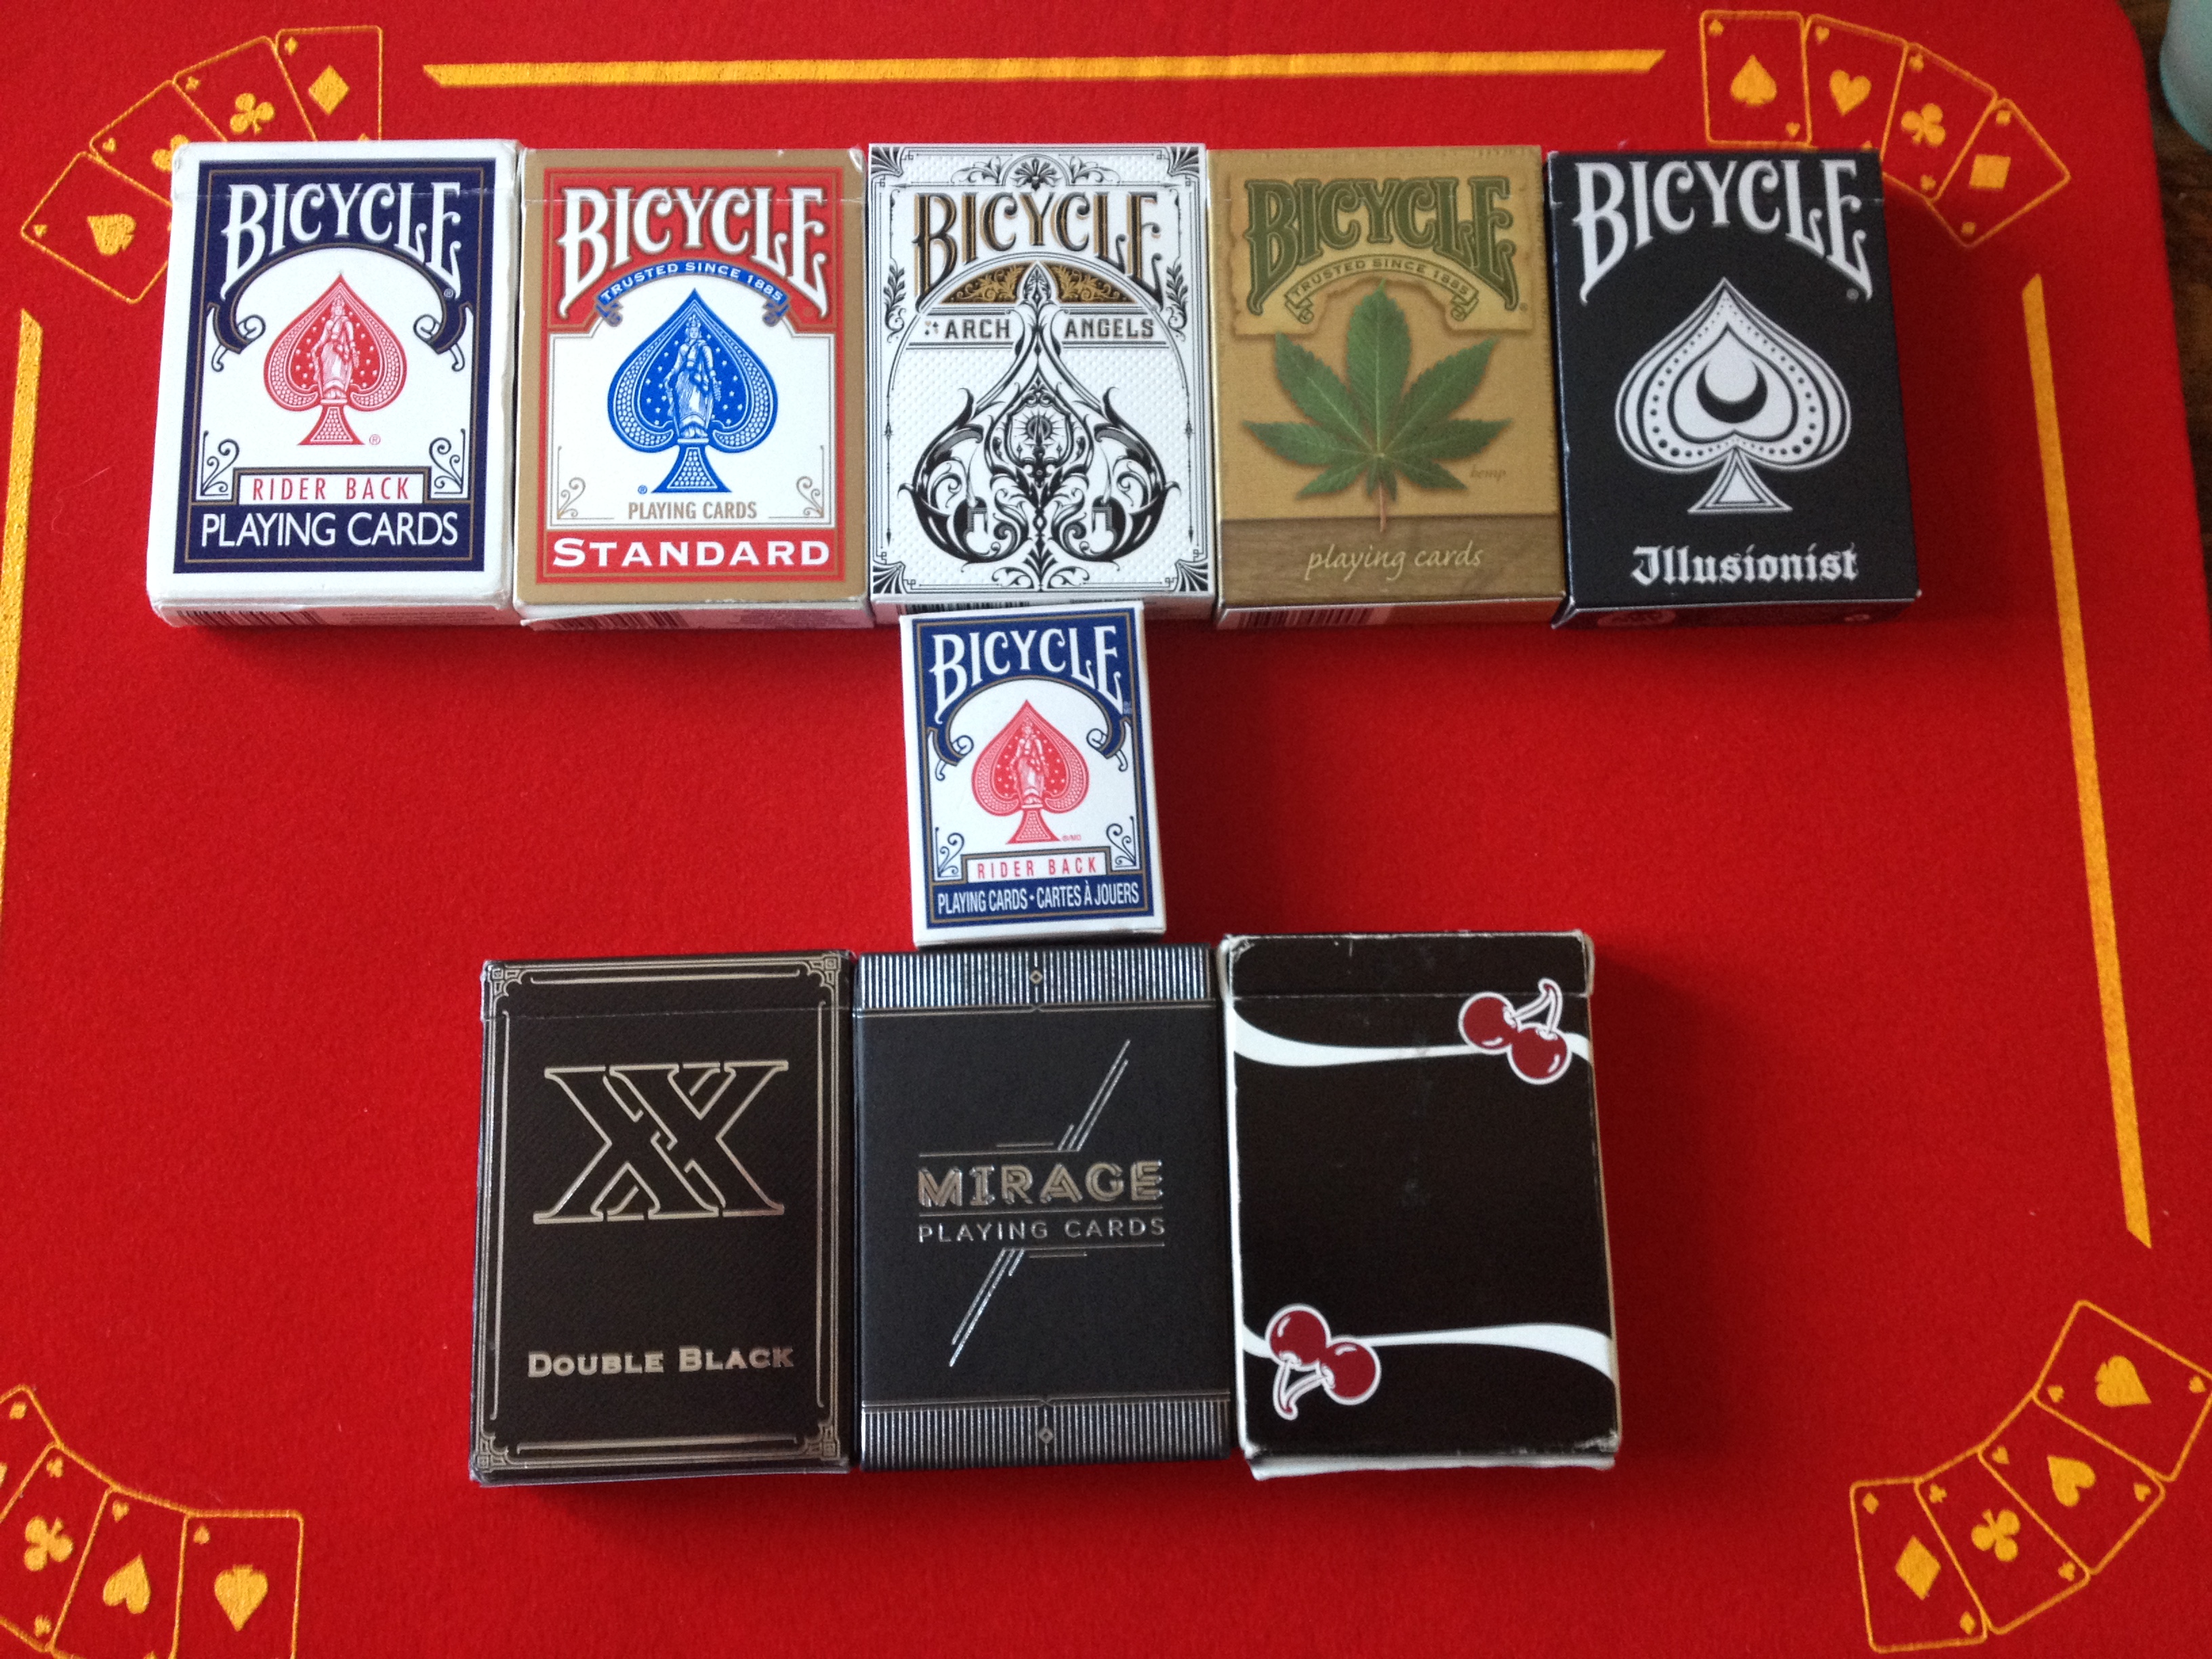 BICYCLE
RIDER BACK
PLAYING CARDS
BICYCLE
TRUSTED SINCE 1885
PLAYING CARDS
STANDARD
BICYCLE
ARCH ANGELS
BICYCLE
TRUSTED SINCE 1885
hemp
playing cards
BICYCLE
Illusionist
BICYCLE
RIDER BACK
PLAYING CARDS • CARTES À JOUERS
XX
DOUBLE BLACK
MIRAGE
PLAYING CARDS